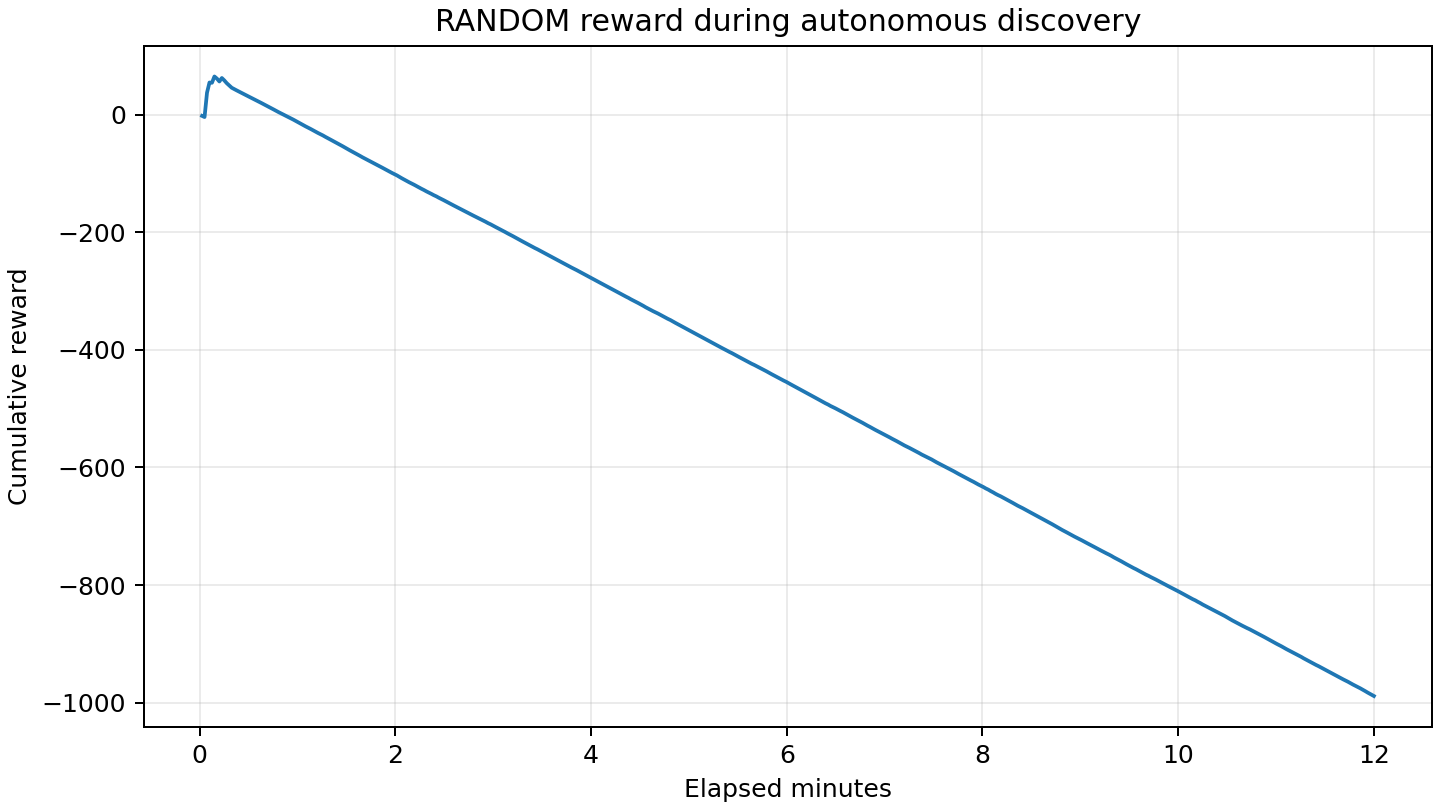 RANDOM reward during autonomous discovery
Cumulative reward
0
−200
−400
−600
−800
−1000
0 2 4 6 8 10 12
Elapsed minutes